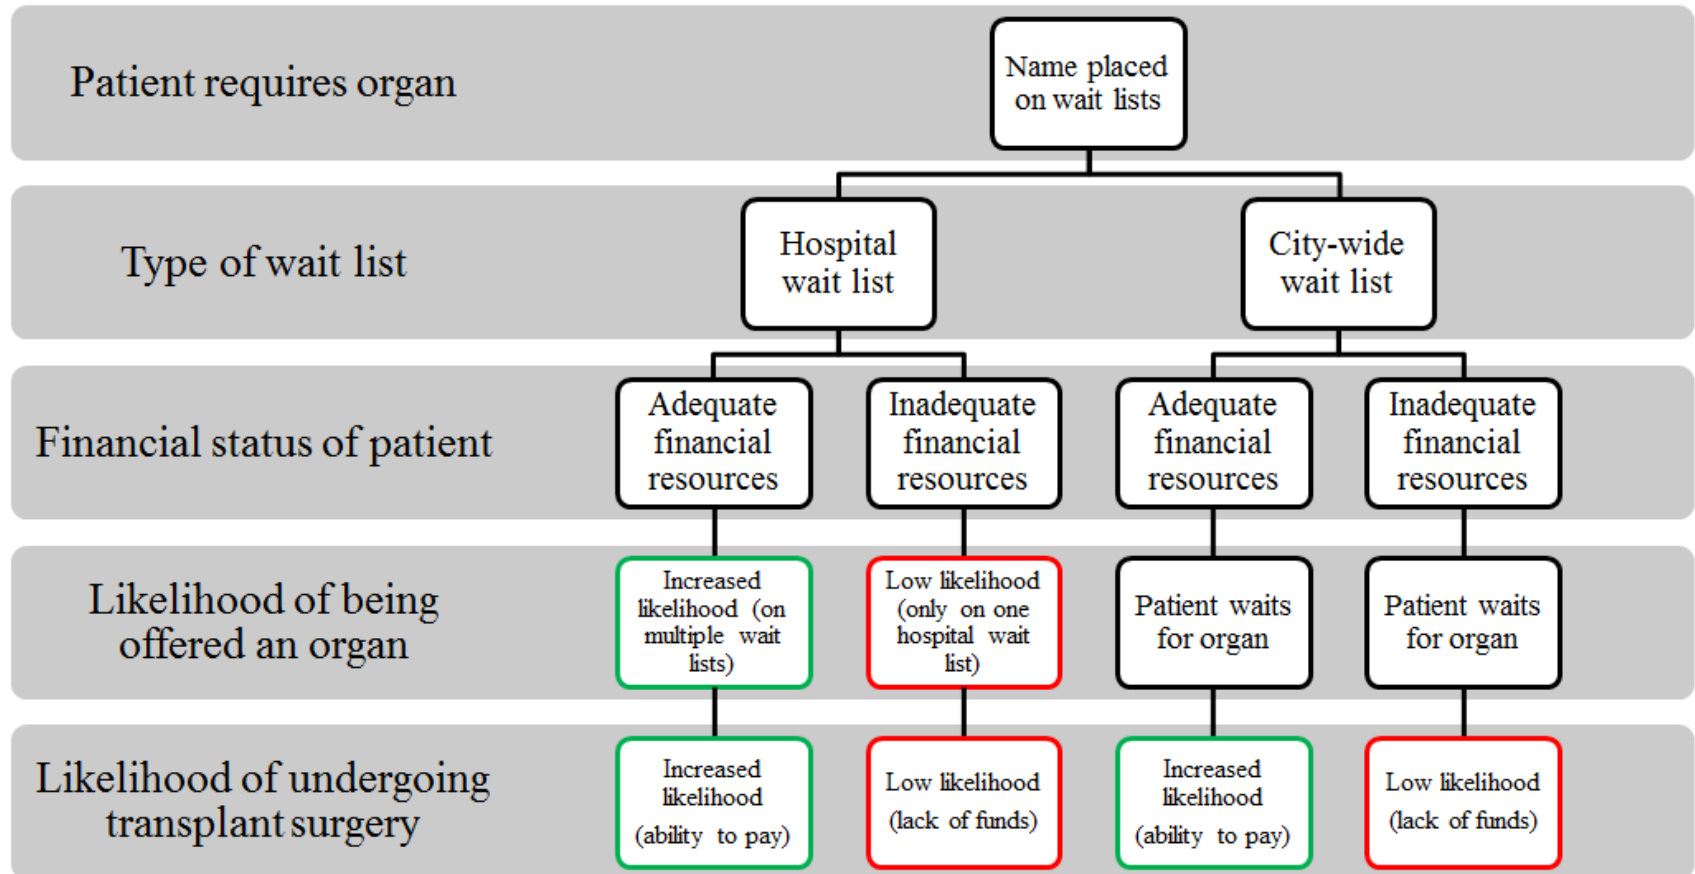 Patient requires organ
Name placed
on wait lists
Type of wait list
Hospital
wait list
City-wide
wait list
Financial status of patient
Adequate
financial
resources
Inadequate
financial
resources
Adequate
financial
resources
Inadequate
financial
resources
Likelihood of being
offered an organ
Increased
likelihood (on
multiple wait
lists)
Low likelihood
(only on one
hospital wait
list)
Patient waits
for organ
Patient waits
for organ
Likelihood of undergoing
transplant surgery
Increased
likelihood
(ability to pay)
Low likelihood
(lack of funds)
Increased
likelihood
(ability to pay)
Low likelihood
(lack of funds)